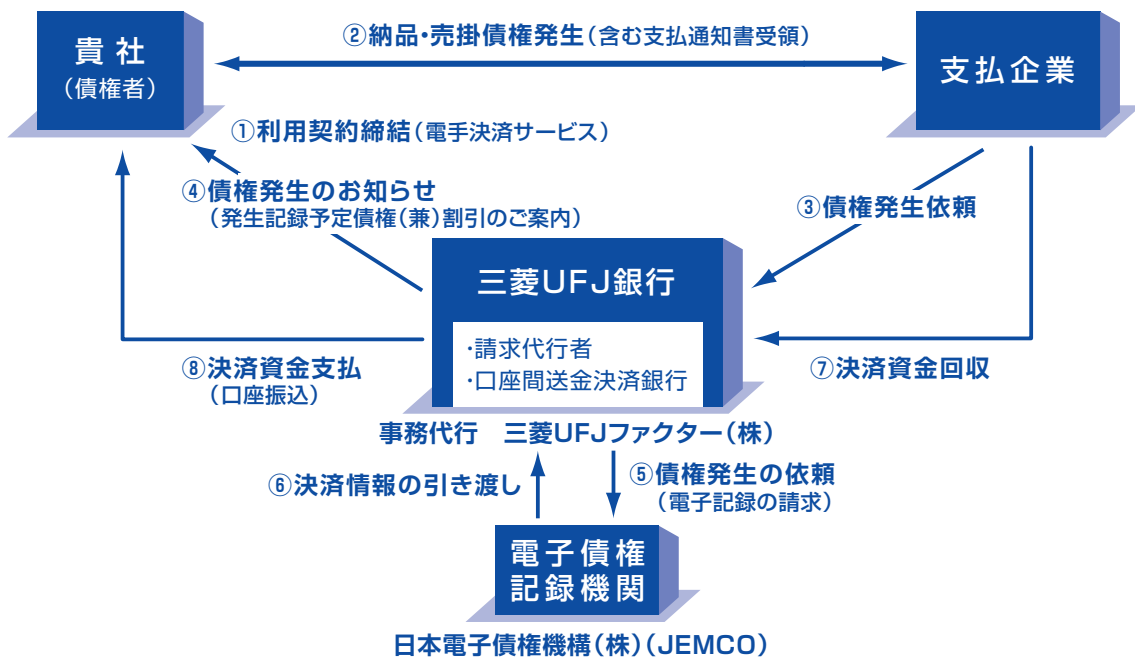 ②納品・売掛債権発生(含む支払通知書受領)
貴社
(債権者)
支払企業
①利用契約締結(電手決済サービス)
④債権発生のお知らせ
(発生記録予定債権(兼)割引のご案内)
③債権発生依頼
三菱UFJ銀行
・請求代行者
・口座間送金決済銀行
⑧決済資金支払
(口座振込)
⑦決済資金回収
事務代行 三菱UFJファクター(株)
⑥決済情報の引き渡し
⑤債権発生の依頼
(電子記録の請求)
電子債権
記録機関
日本電子債権機構(株)(JEMCO)